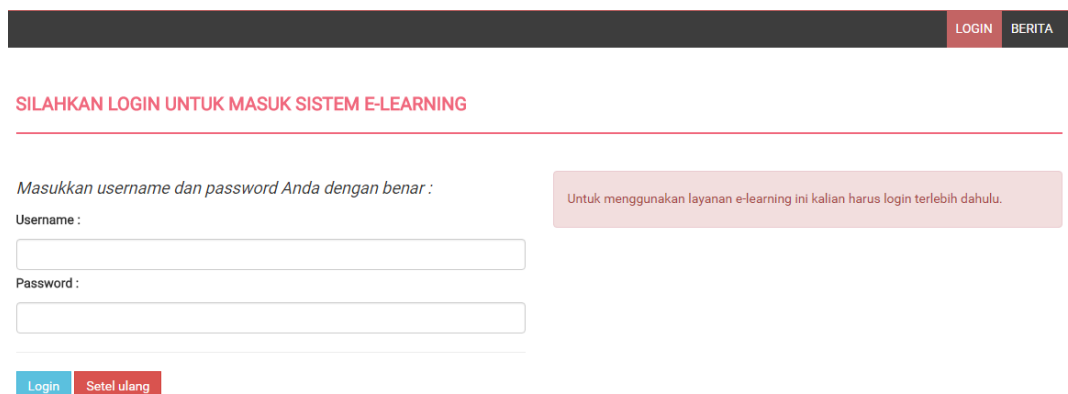 LOGIN BERITA
SILAHKAN LOGIN UNTUK MASUK SISTEM E-LEARNING
Masukkan username dan password Anda dengan benar :
Untuk menggunakan layanan e-learning ini kalian harus login terlebih dahulu.
Username :
Password :
Login Setel ulang